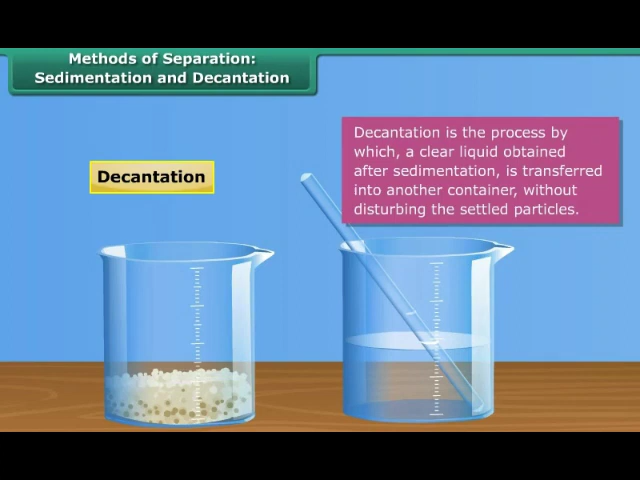 Methods of Separation:
Sedimentation and Decantation
Decantation
Decantation is the process by
which, a clear liquid obtained
after sedimentation, is transferred
into another container, without
disturbing the settled particles.